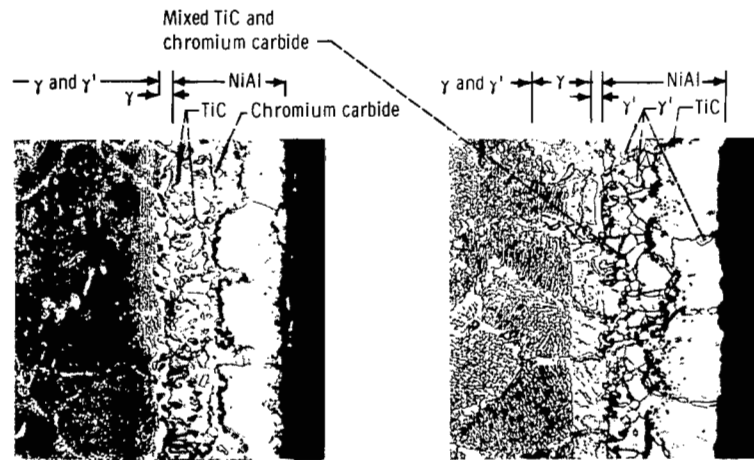 Mixed TiC and
chromium carbide
γ and γ' NiAl
γ
TiC Chromium carbide
γ and γ' γ NiAl
γ' γ' TiC